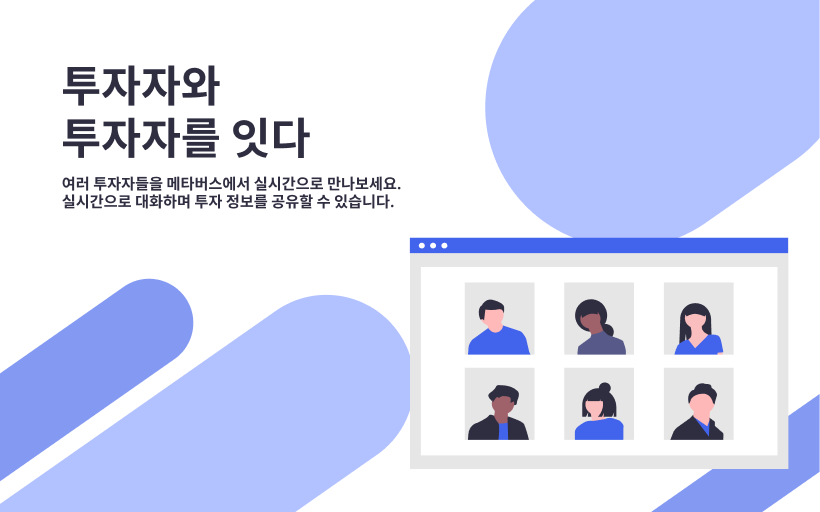 투자자와
투자자를 잇다
여러 투자자들을 메타버스에서 실시간으로 만나보세요.
실시간으로 대화하며 투자 정보를 공유할 수 있습니다.